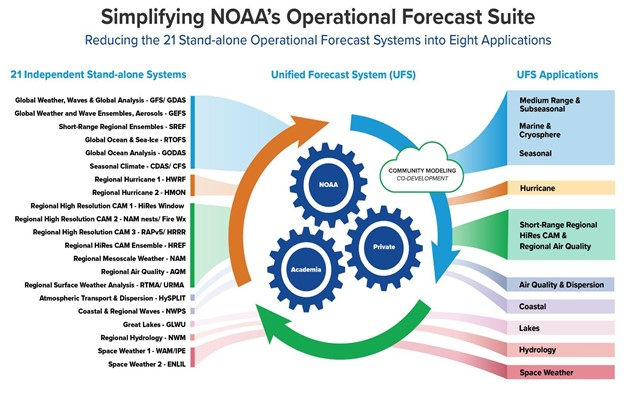 Simplifying NOAA's Operational Forecast Suite
Reducing the 21 Stand-alone Operational Forecast Systems into Eight Applications
21 Independent Stand-alone Systems
Global Weather, Waves & Global Analysis - GFS/ GDAS
Global Weather and Wave Ensembles, Aerosols - GEFS
Short-Range Regional Ensembles - SREF
Global Ocean & Sea-Ice - RTOFS
Global Ocean Analysis - GODAS
Seasonal Climate - CDAS/ CFS
Regional Hurricane 1 - HWRF
Regional Hurricane 2 - HMON
Regional High Resolution CAM 1 - HiRes Window
Regional High Resolution CAM 2 - NAM nests/ Fire Wx
Regional High Resolution CAM 3 - RAPv5/ HRRR
Regional HiRes CAM Ensemble - HREF
Regional Mesoscale Weather - NAM
Regional Air Quality - AQM
Regional Surface Weather Analysis - RTMA/ URMA
Atmospheric Transport & Dispersion - HySPLIT
Coastal & Regional Waves - NWPS
Great Lakes - GLWU
Regional Hydrology - NWM
Space Weather 1 - WAM/IPE
Space Weather 2 - ENLIL
Unified Forecast System (UFS)
NOAA
Private
Academia
COMMUNITY MODELING
CO-DEVELOPMENT
UFS Applications
Medium Range &
Subseasonal
Marine &
Cryosphere
Seasonal
Hurricane
Short-Range Regional
HiRes CAM &
Regional Air Quality
Air Quality & Dispersion
Coastal
Lakes
Hydrology
Space Weather